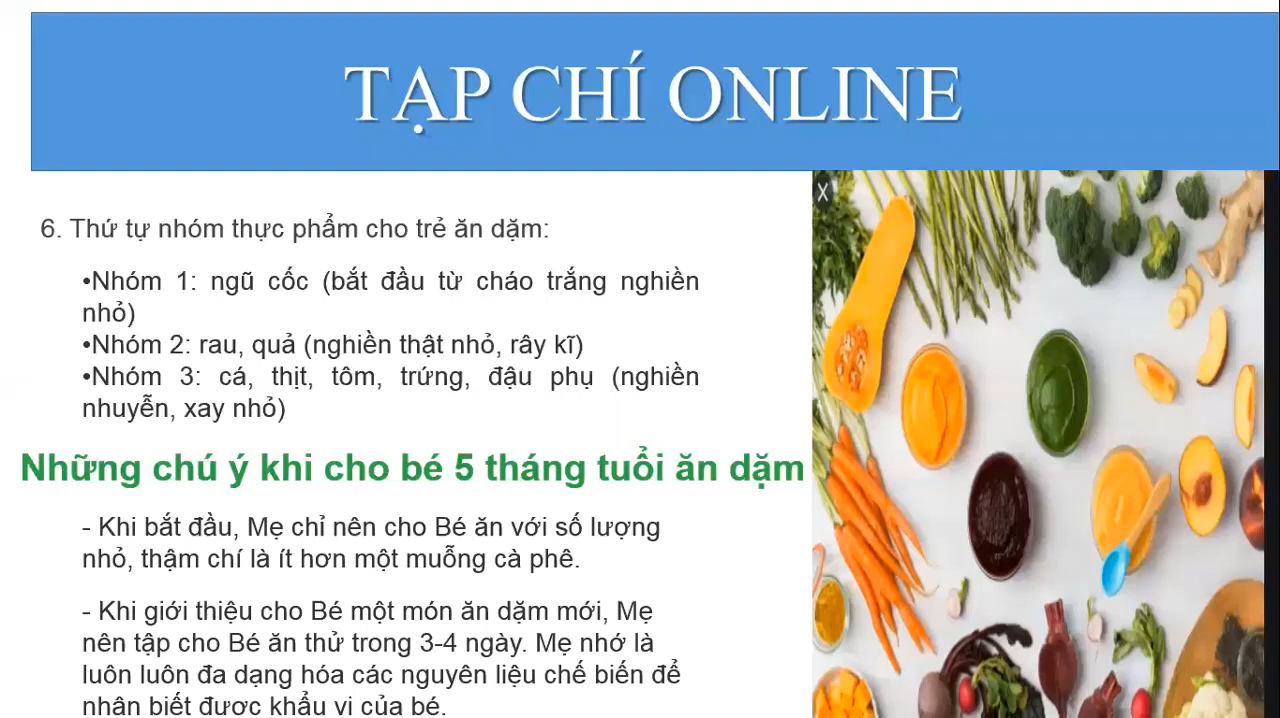 TẠP CHÍ ONLINE
6. Thứ tự nhóm thực phẩm cho trẻ ăn dặm:
•Nhóm 1: ngũ cốc (bắt đầu từ cháo trắng nghiền
nhỏ)
•Nhóm 2: rau, quả (nghiền thật nhỏ, rây kĩ)
•Nhóm 3: cá, thịt, tôm, trứng, đậu phụ (nghiền
nhuyễn, xay nhỏ)
Những chú ý khi cho bé 5 tháng tuổi ăn dặm
- Khi bắt đầu, Mẹ chỉ nên cho Bé ăn với số lượng
nhỏ, thậm chí là ít hơn một muỗng cà phê.
- Khi giới thiệu cho Bé một món ăn dặm mới, Mẹ
nên tập cho Bé ăn thử trong 3-4 ngày. Mẹ nhớ là
luôn luôn đa dạng hóa các nguyên liệu chế biến để
nhận biết được khẩu vị của bé.